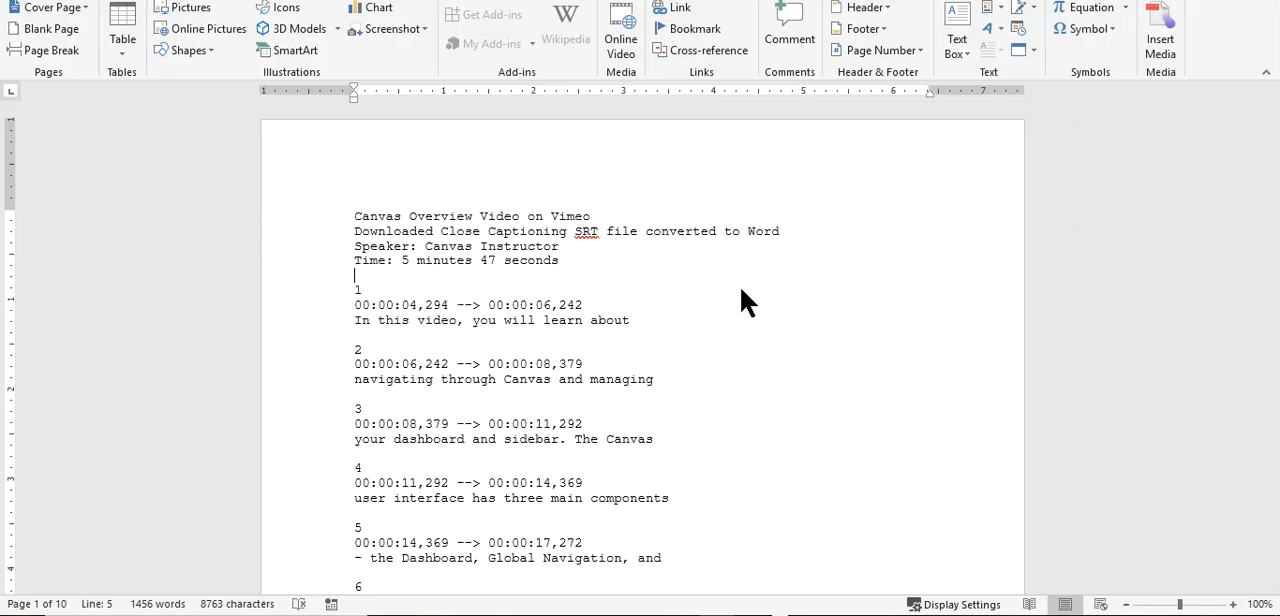 Cover Page
Pictures
Icons
Chart
Get Add-ins
Link
Header
Equation
Blank Page
Online Pictures
3D Models
Screenshot
My Add-ins
Wikipedia
Bookmark
Footer
Symbol
Page Break
Table
Shapes
SmartArt
Online Video
Cross-reference
Comment
Page Number
Text Box
Insert Media
Pages
Tables
Illustrations
Add-ins
Media
Links
Comments
Header & Footer
Text
Symbols
Media
1 1 2 3 4 5 6 7
Canvas Overview Video on Vimeo
Downloaded Close Captioning SRT file converted to Word
Speaker: Canvas Instructor
Time: 5 minutes 47 seconds
1
00:00:04,294 --> 00:00:06,242
In this video, you will learn about
2
00:00:06,242 --> 00:00:08,379
navigating through Canvas and managing
3
00:00:08,379 --> 00:00:11,292
your dashboard and sidebar. The Canvas
4
00:00:11,292 --> 00:00:14,369
user interface has three main components
5
00:00:14,369 --> 00:00:17,272
- the Dashboard, Global Navigation, and
6
Page 1 of 10 Line: 5 1456 words 8763 characters Display Settings 100%